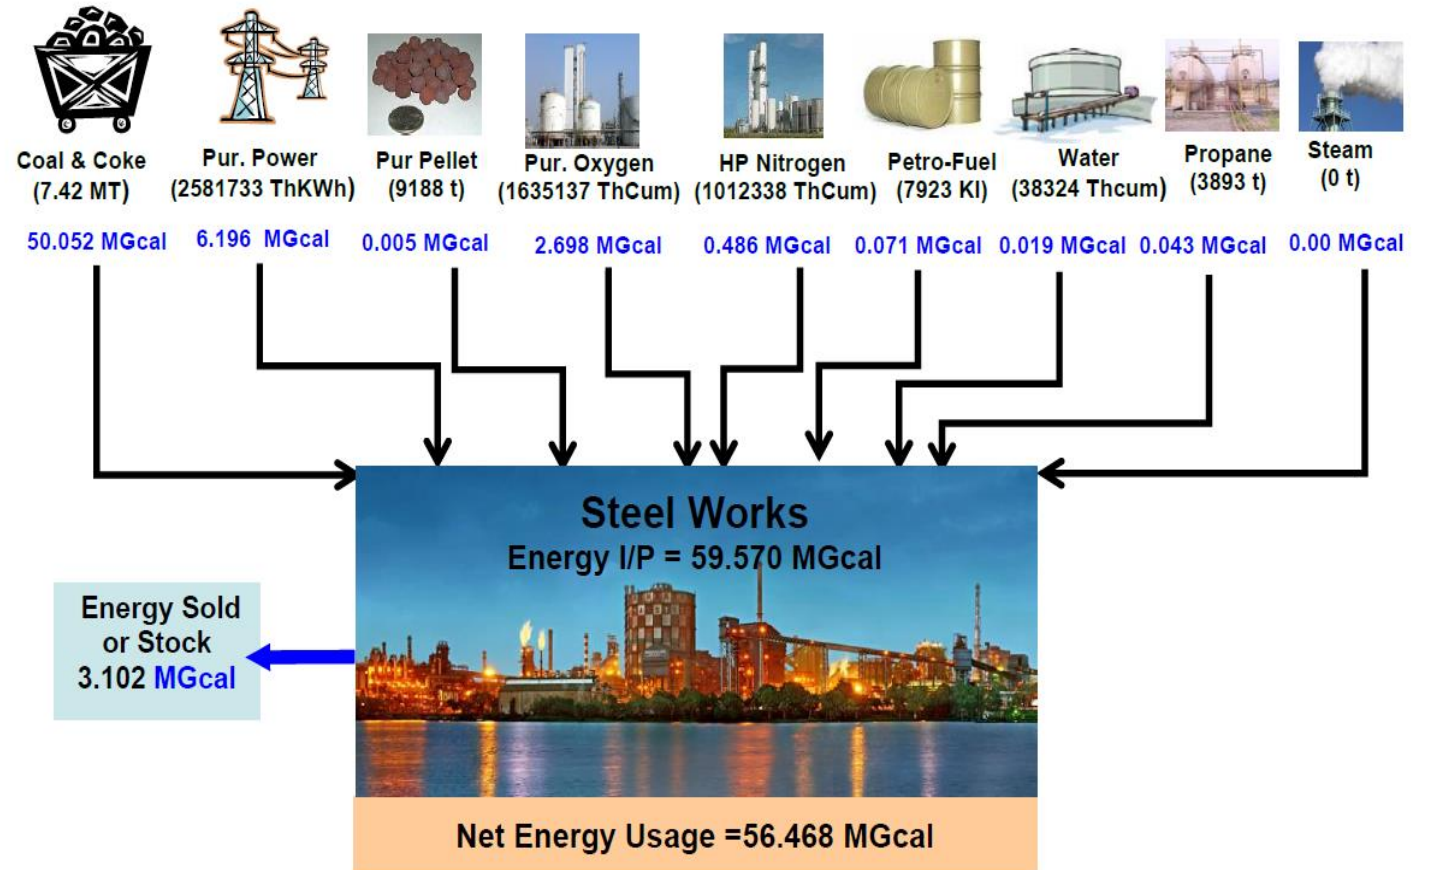 Coal & Coke
(7.42 MT)
50.052 MGcal
Pur. Power
(2581733 ThKWh)
6.196 MGcal
Pur Pellet
(9188 t)
0.005 MGcal
Pur. Oxygen
(1635137 ThCum)
2.698 MGcal
HP Nitrogen
(1012338 ThCum)
0.486 MGcal
Petro-Fuel
(7923 Kl)
0.071 MGcal
Water
(38324 Thcum)
0.019 MGcal
Propane
(3893 t)
0.043 MGcal
Steam
(0 t)
0.00 MGcal
Steel Works
Energy I/P = 59.570 MGcal
Energy Sold
or Stock
3.102 MGcal
Net Energy Usage =56.468 MGcal